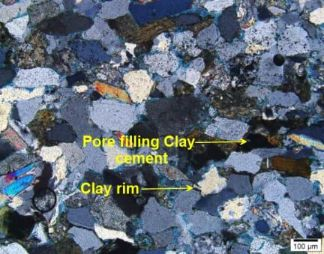 Pore filling Clay
cement
Clay rim
100 µm